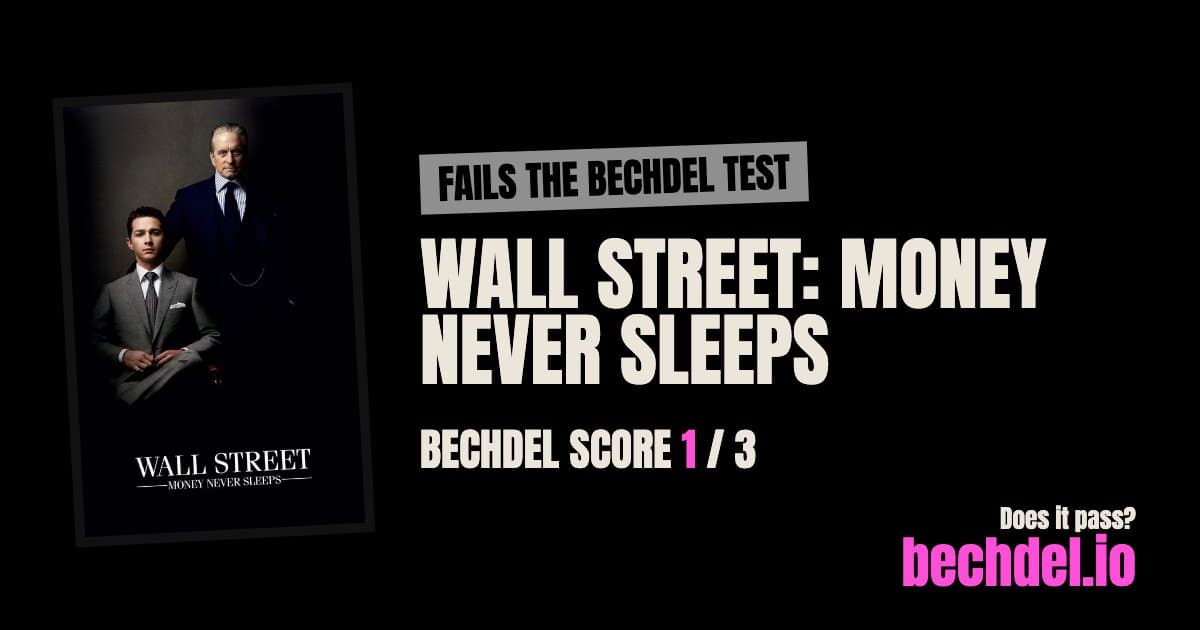 WALL STREET
MONEY NEVER SLEEPS
FAILS THE BECHDEL TEST
WALL STREET: MONEY
NEVER SLEEPS
BECHDEL SCORE 1 / 3
Does it pass?
bechdel.io